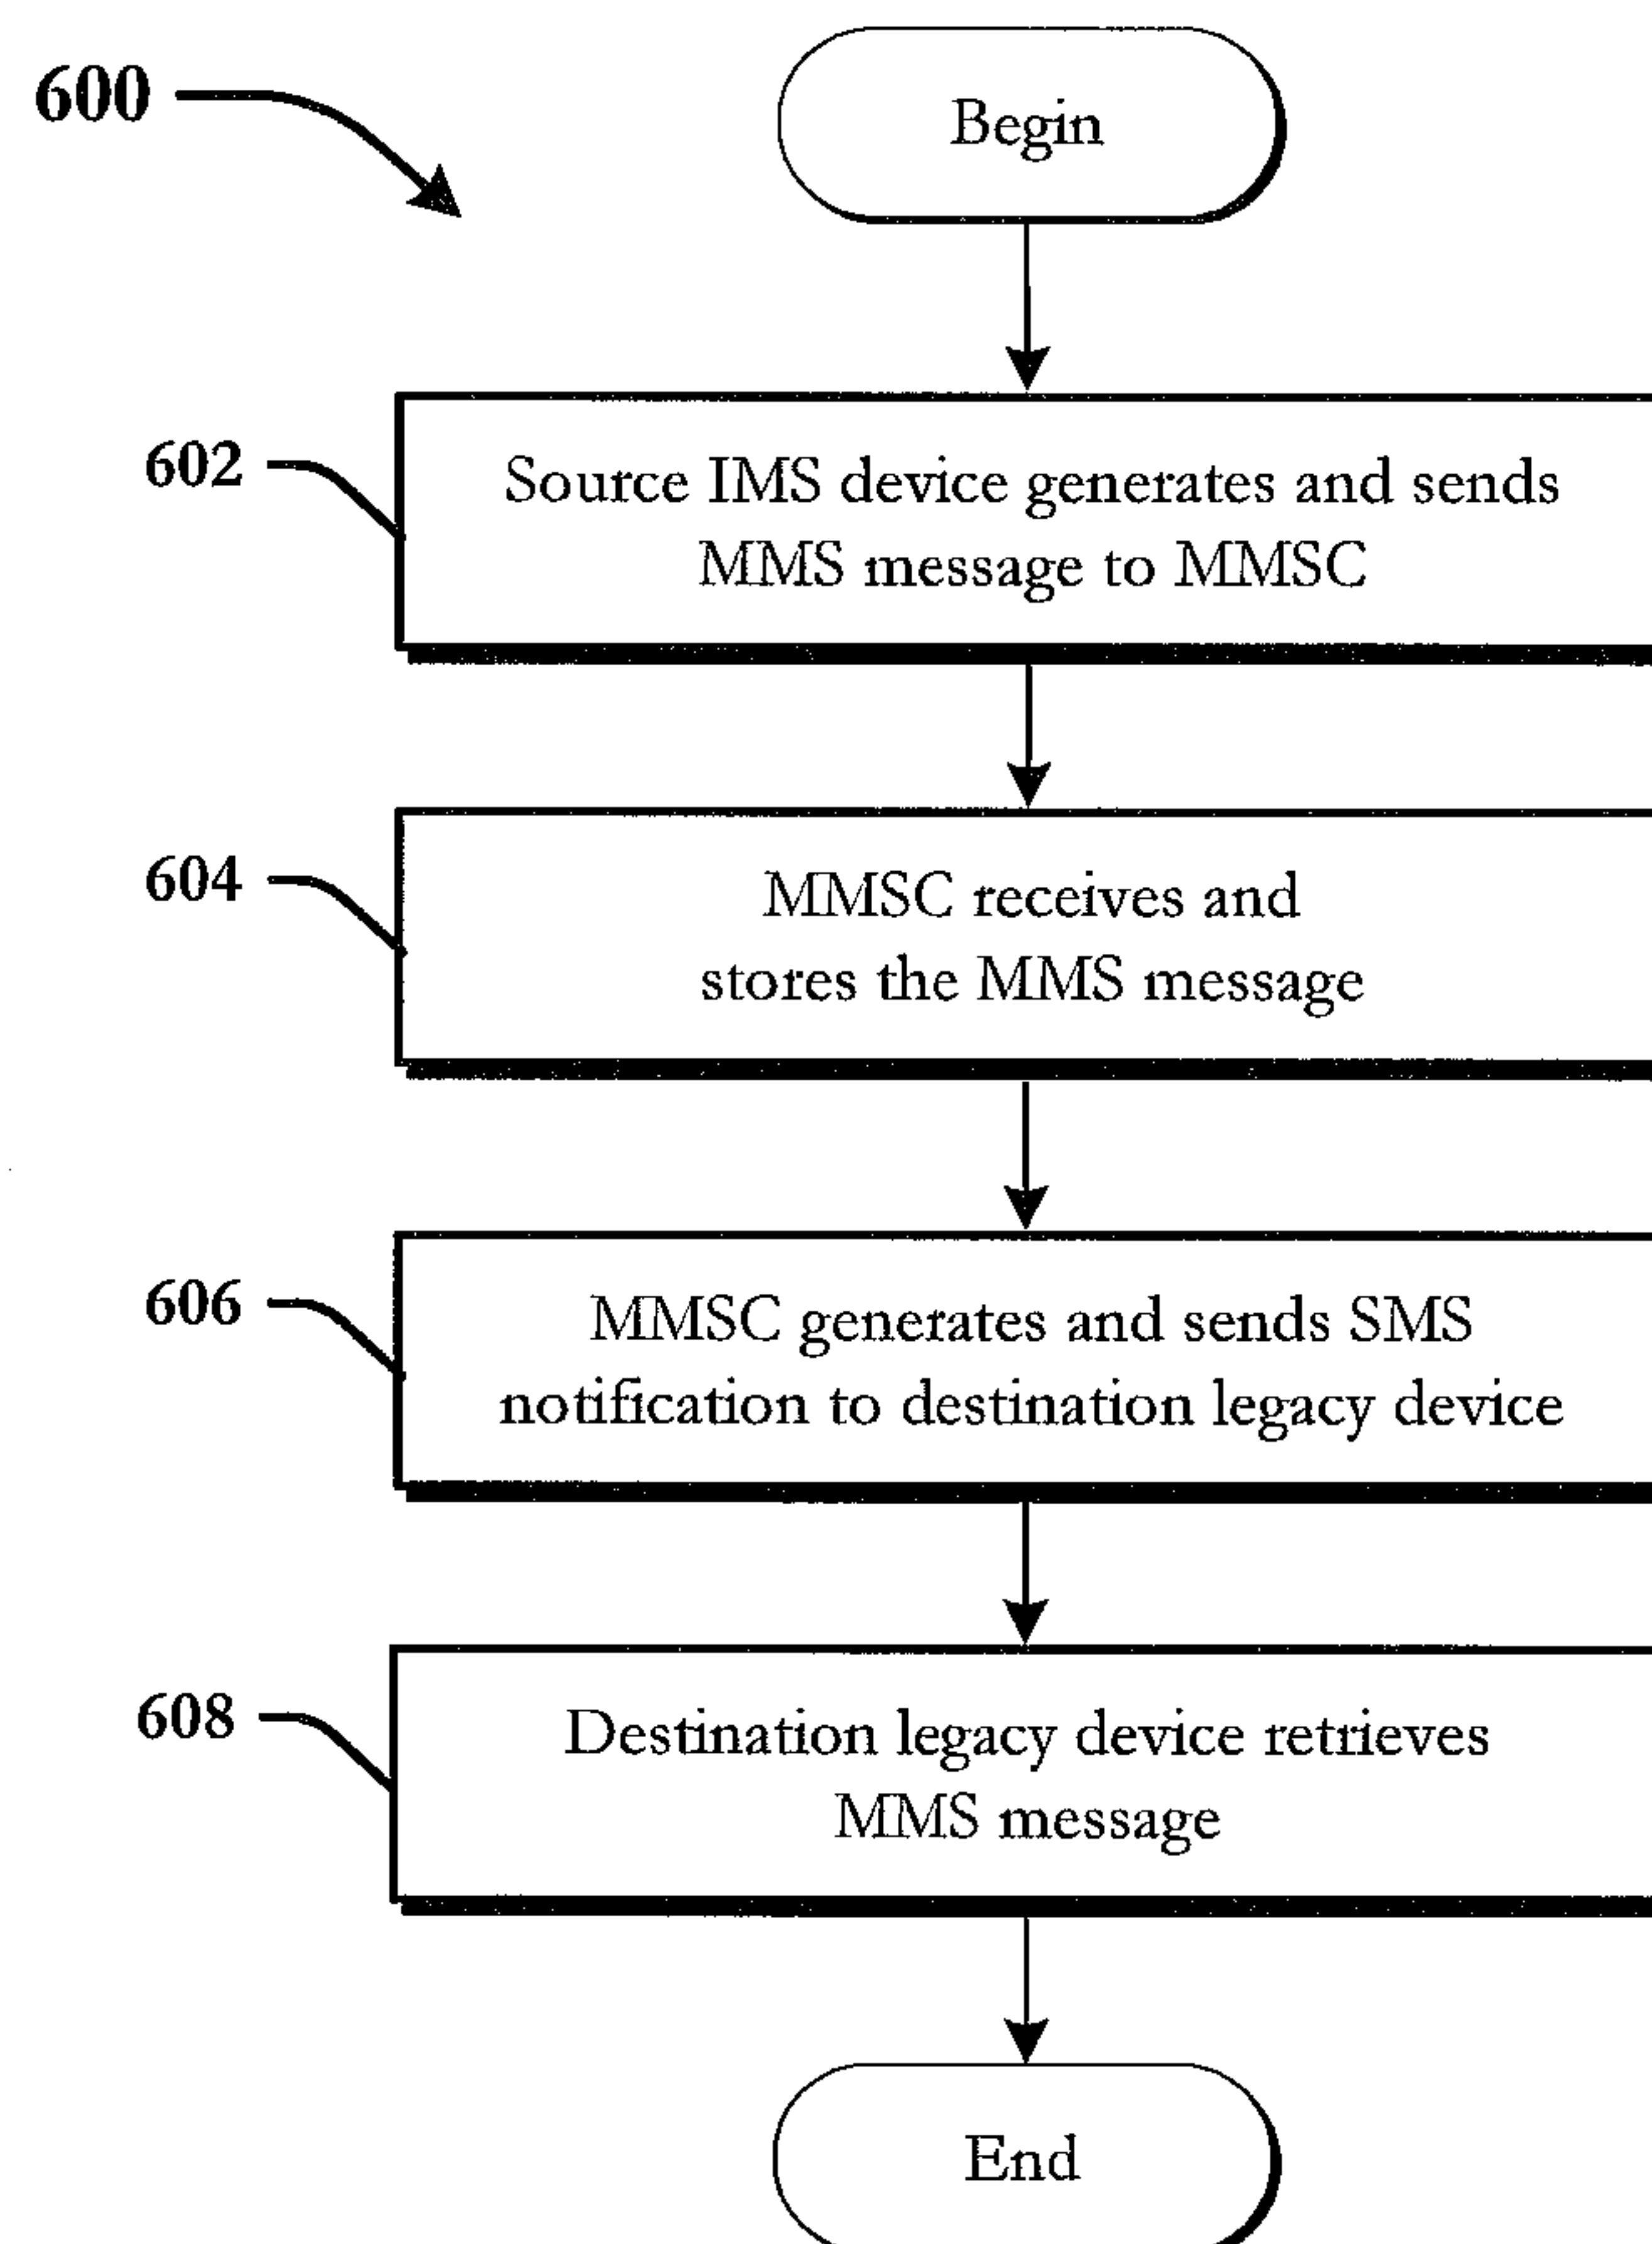 600
Begin
602
Source IMS device generates and sends
MMS message to MMSC
604
MMSC receives and
stores the MMS message
606
MMSC generates and sends SMS
notification to destination legacy device
608
Destination legacy device retrieves
MMS message
End